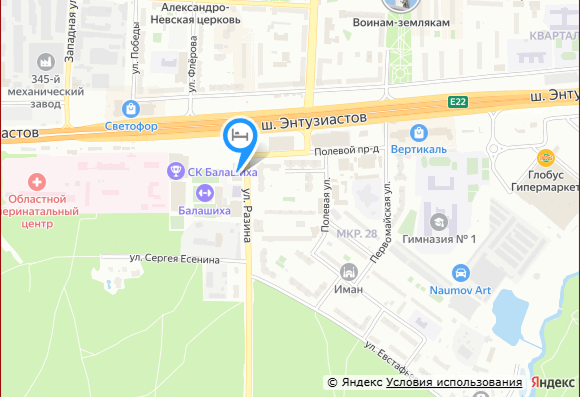 Александро-
Невская церковь
Воинам-землякам
КВАРТАЛ
Западная ул.
ул. Победы
ул. Флёрова
345-й
механический
завод
Светофор
ш. Энтузиастов
E22
ш. Энту
астов
Полевой пр-д
Вертикаль
Глобус
Гипермаркет
СК Балашиха
Областной
еринатальный
центр
Балашиха
ул. Разина
Полевая ул.
Первомайская ул.
МКР. 28
Гимназия № 1
ул. Сергея Есенина
Иман
Naumov Art
ул. Евстафь
© Яндекс Условия использования
Яндекс